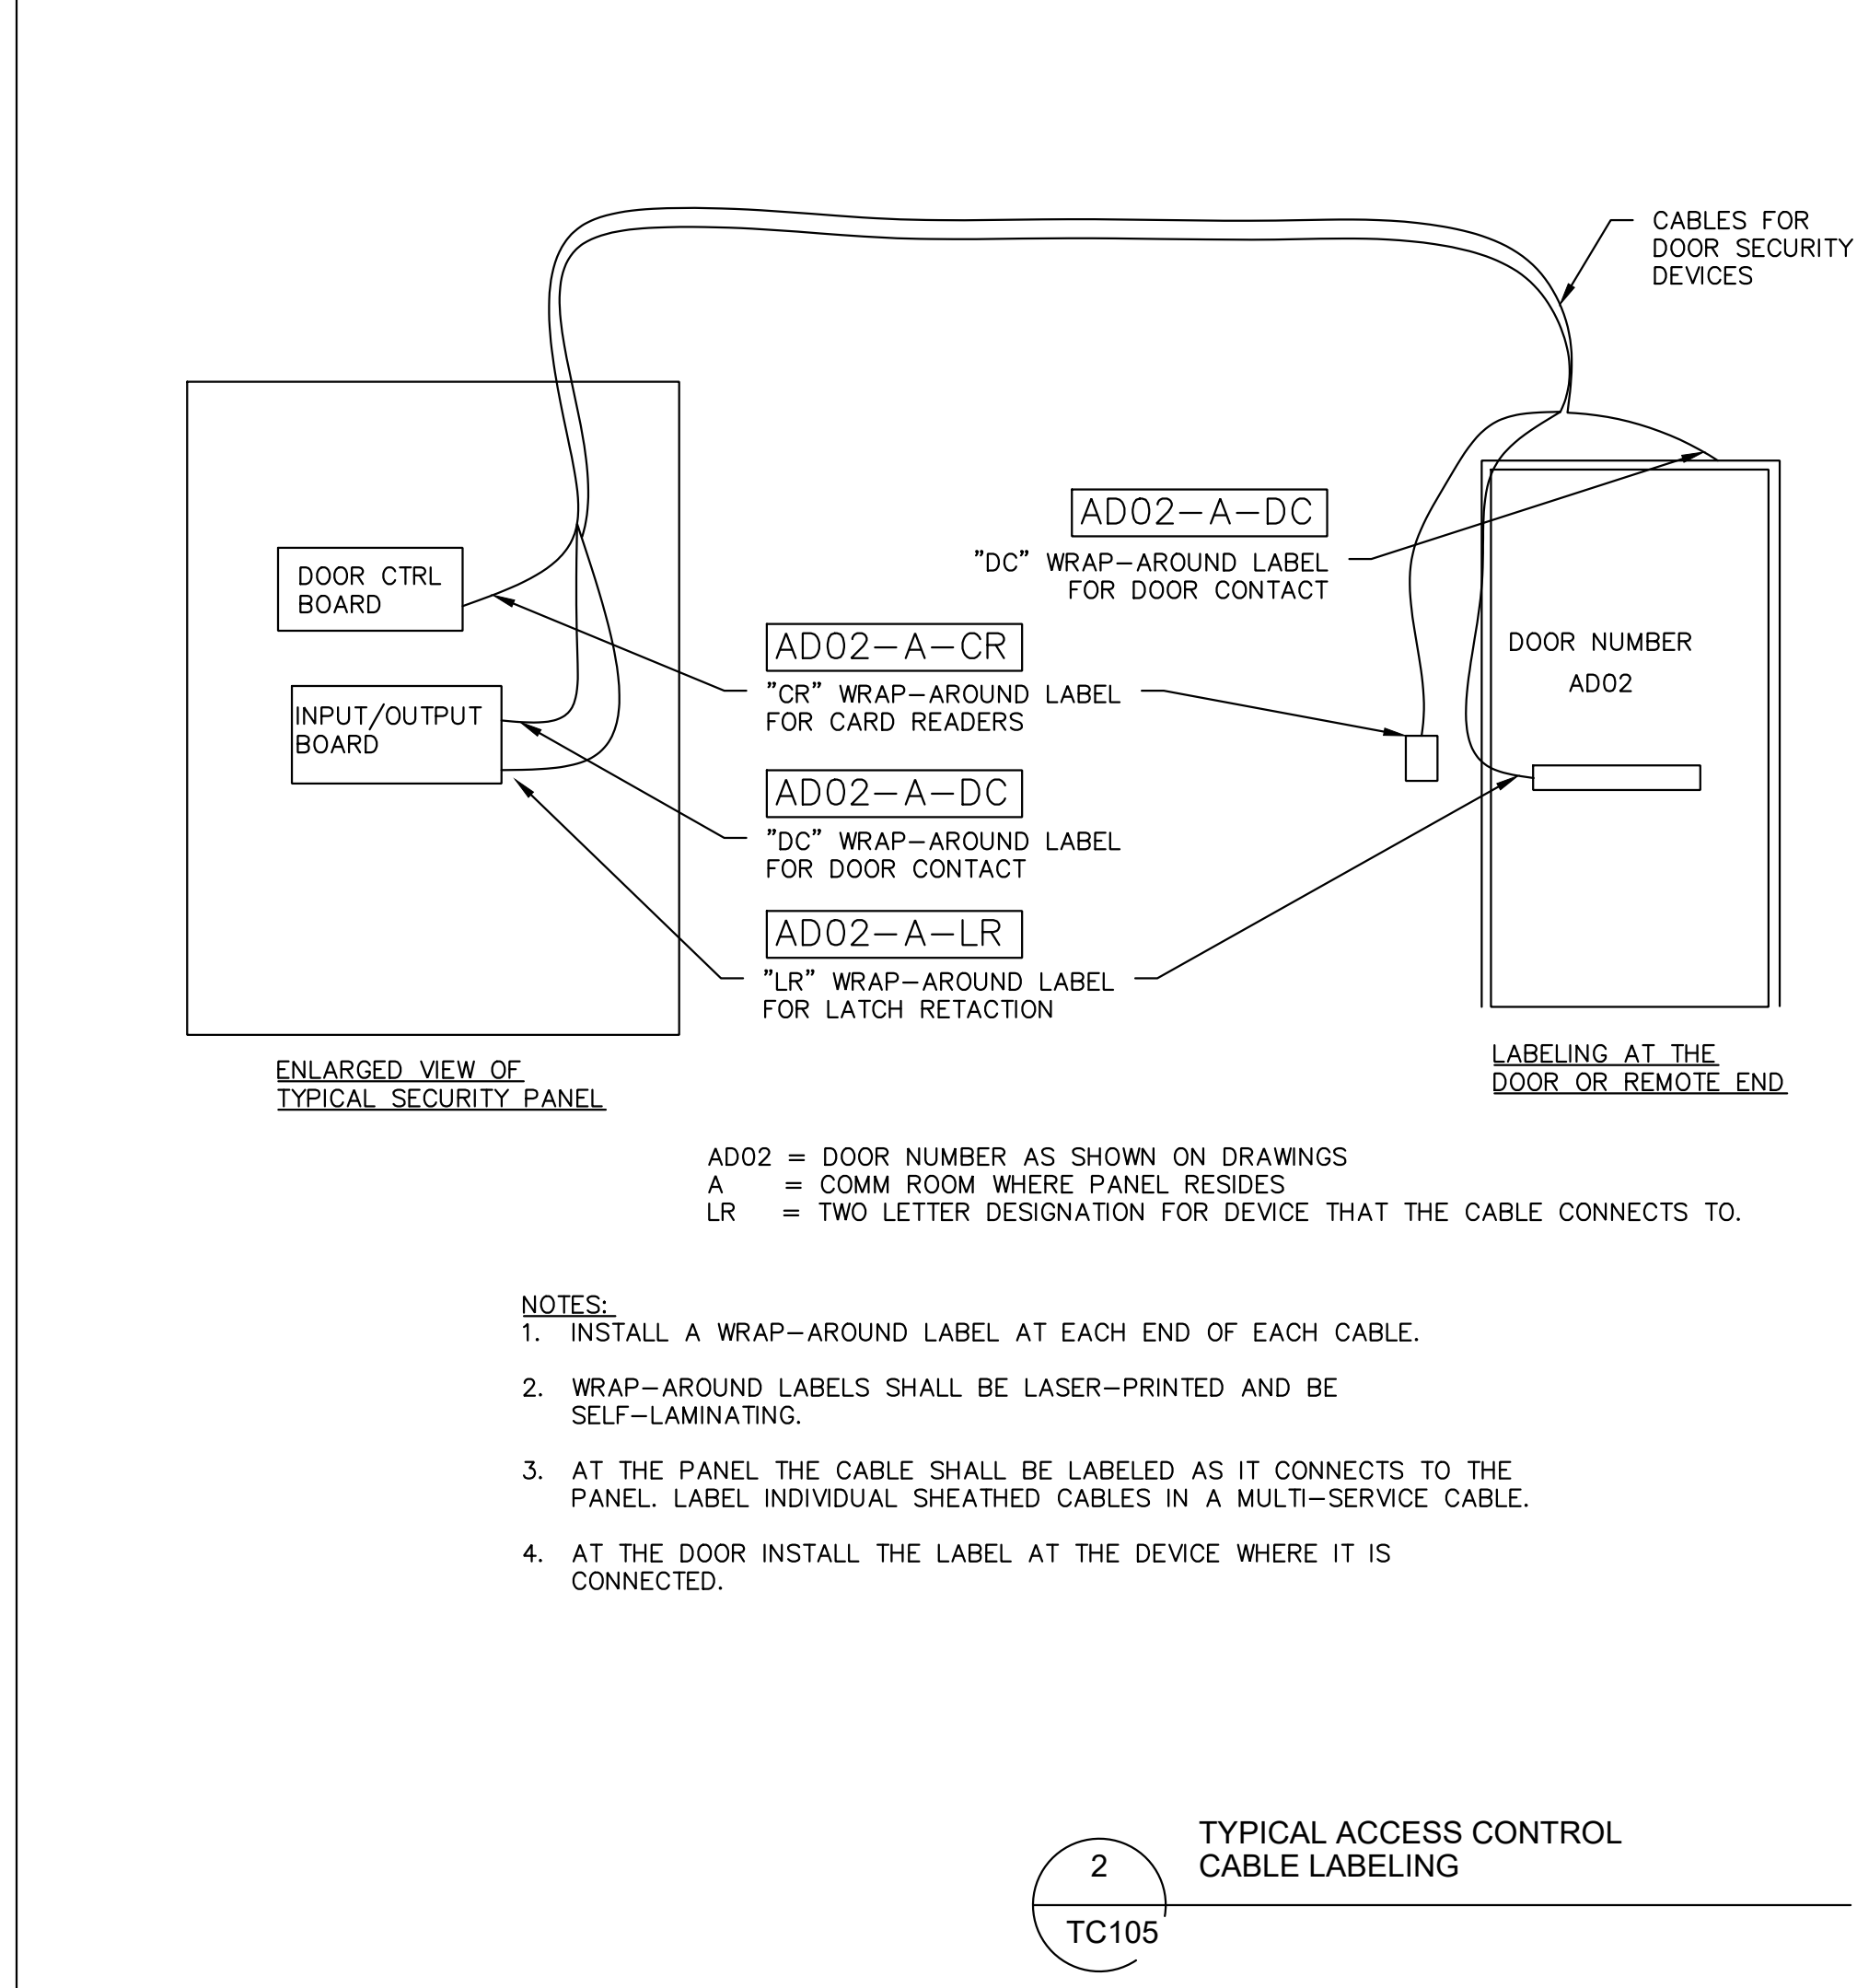 CABLES FOR
DOOR SECURITY
DEVICES
AD02-A-DC
"DC" WRAP-AROUND LABEL
FOR DOOR CONTACT
DOOR CTRL
BOARD
AD02-A-CR
"CR" WRAP-AROUND LABEL
FOR CARD READERS
DOOR NUMBER
AD02
INPUT/OUTPUT
BOARD
AD02-A-DC
"DC" WRAP-AROUND LABEL
FOR DOOR CONTACT
AD02-A-LR
"LR" WRAP-AROUND LABEL
FOR LATCH RETACTION
ENLARGED VIEW OF
TYPICAL SECURITY PANEL
LABELING AT THE
DOOR OR REMOTE END
AD02 = DOOR NUMBER AS SHOWN ON DRAWINGS
A = COMM ROOM WHERE PANEL RESIDES
LR = TWO LETTER DESIGNATION FOR DEVICE THAT THE CABLE CONNECTS TO.
NOTES:
1. INSTALL A WRAP-AROUND LABEL AT EACH END OF EACH CABLE.
2. WRAP-AROUND LABELS SHALL BE LASER-PRINTED AND BE
SELF-LAMINATING.
3. AT THE PANEL THE CABLE SHALL BE LABELED AS IT CONNECTS TO THE
PANEL. LABEL INDIVIDUAL SHEATHED CABLES IN A MULTI-SERVICE CABLE.
4. AT THE DOOR INSTALL THE LABEL AT THE DEVICE WHERE IT IS
CONNECTED.
TYPICAL ACCESS CONTROL
CABLE LABELING
2
TC105